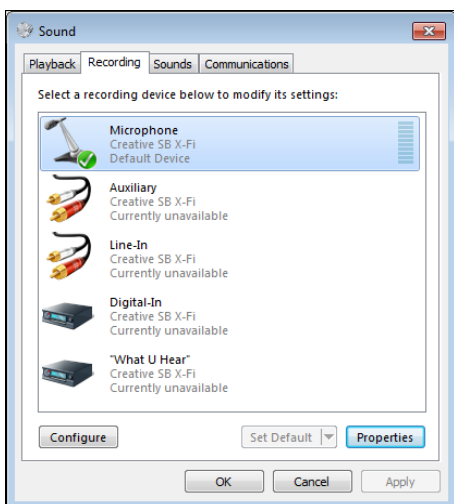 Sound
Playback Recording Sounds Communications
Select a recording device below to modify its settings:
Microphone
Creative SB X-Fi
Default Device
Auxiliary
Creative SB X-Fi
Currently unavailable
Line-In
Creative SB X-Fi
Currently unavailable
Digital-In
Creative SB X-Fi
Currently unavailable
"What U Hear"
Creative SB X-Fi
Currently unavailable
Configure Set Default Properties
OK Cancel Apply